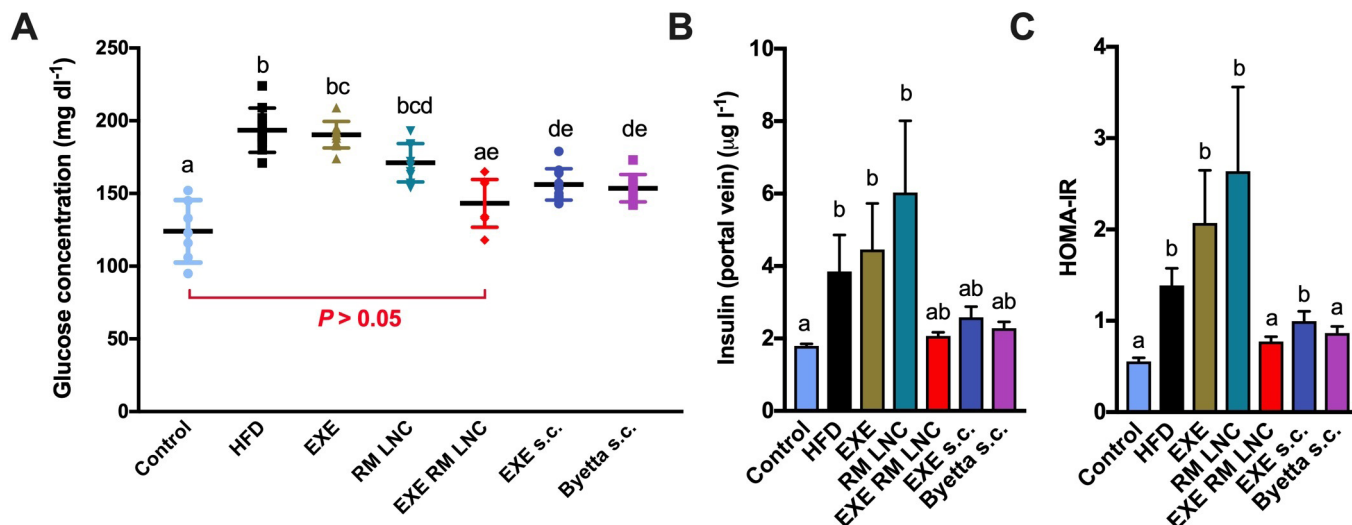 A
Glucose concentration (mg dl-1)
250
200
150
100
50
0
a
b
bc
bcd
ae
de
de
P > 0.05
Control
HFD
EXE
RM LNC
EXE RM LNC
EXE s.c.
Byetta s.c.
B
Insulin (portal vein) (μg l-1)
10
8
6
4
2
0
a
b
b
b
ab
ab
ab
Control
HFD
EXE
RM LNC
EXE RM LNC
EXE s.c.
Byetta s.c.
C
HOMA-IR
4
3
2
1
0
a
b
b
b
a
b
a
Control
HFD
EXE
RM LNC
EXE RM LNC
EXE s.c.
Byetta s.c.